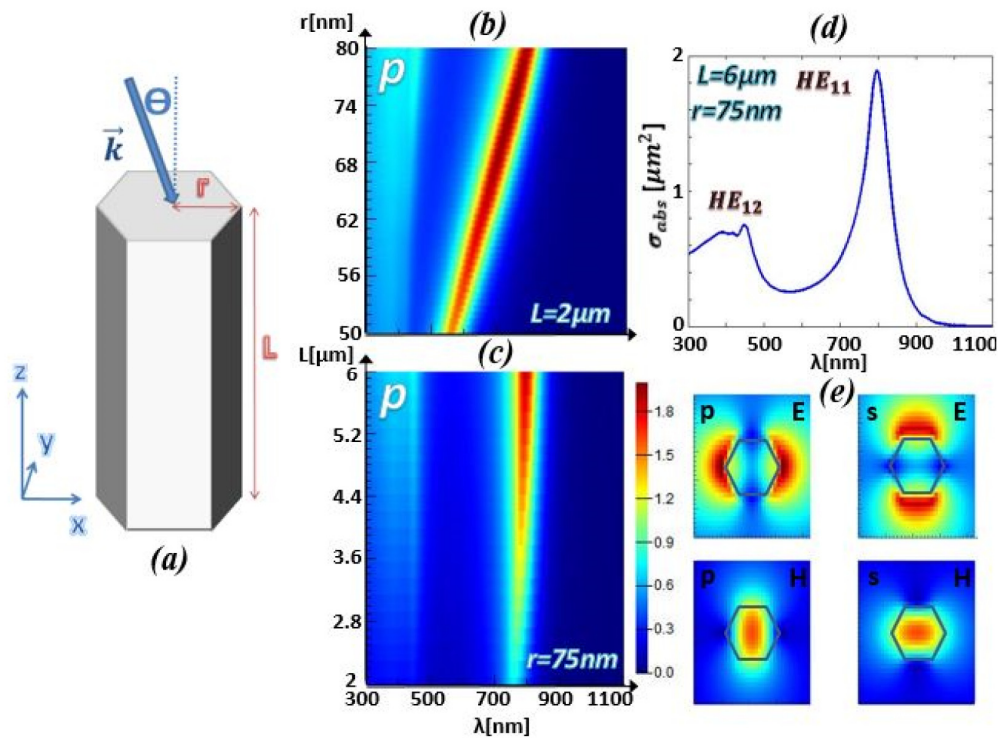 r[nm]
(b)
(d)
80
74
68
62
56
50
p
L=2μm
Θ
k
r
L
z
y
x
(a)
2
1
0
σabs [μm²]
L=6μm
r=75nm
HE11
HE12
300 500 700 900 1100
λ[nm]
L[μm]
(c)
6
5.2
4.4
3.6
2.8
2
p
r=75nm
300 500 700 900 1100
λ[nm]
1.8
1.5
1.2
0.9
0.6
0.3
0.0
(e)
p E
s E
p H
s H